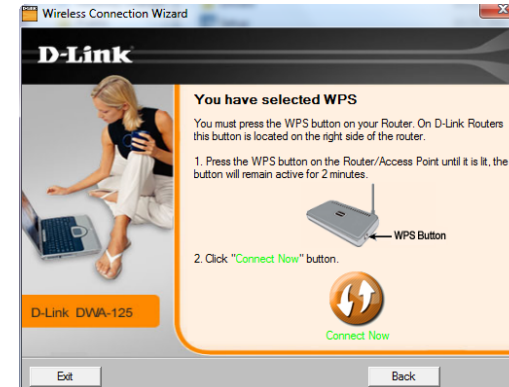 Wireless Connection Wizard
D-Link
You have selected WPS
You must press the WPS button on your Router. On D-Link Routers
this button is located on the right side of the router.
1. Press the WPS button on the Router/Access Point until it is lit, the
button will remain active for 2 minutes.
WPS Button
2. Click "Connect Now" button.
D-Link DWA-125
Connect Now
Exit
Back